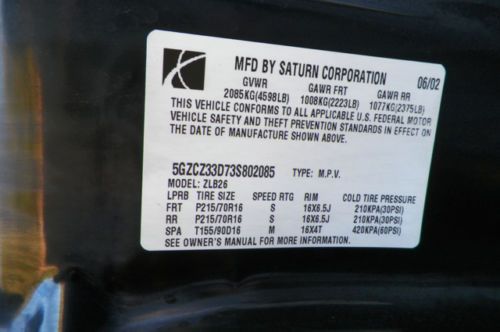 MFD BY SATURN CORPORATION 06/02
GVWR GAWR FRT GAWR RR
2085KG(4598LB) 1008KG(2223LB) 1077KG(2375LB)
THIS VEHICLE CONFORMS TO ALL APPLICABLE U.S. FEDERAL MOTOR
VEHICLE SAFETY AND THEFT PREVENTION STANDARDS IN EFFECT ON
THE DATE OF MANUFACTURE SHOWN ABOVE.
5GZCZ33D73S802085 TYPE: M.P.V.
MODEL: ZLB26
LPRB TIRE SIZE SPEED RTG RIM COLD TIRE PRESSURE
FRT P215/70R16 S 16X6.5J 210KPA(30PSI)
RR P215/70R16 S 16X6.5J 210KPA(30PSI)
SPA T155/90D16 M 16X4T 420KPA(60PSI)
SEE OWNER'S MANUAL FOR MORE INFORMATION.